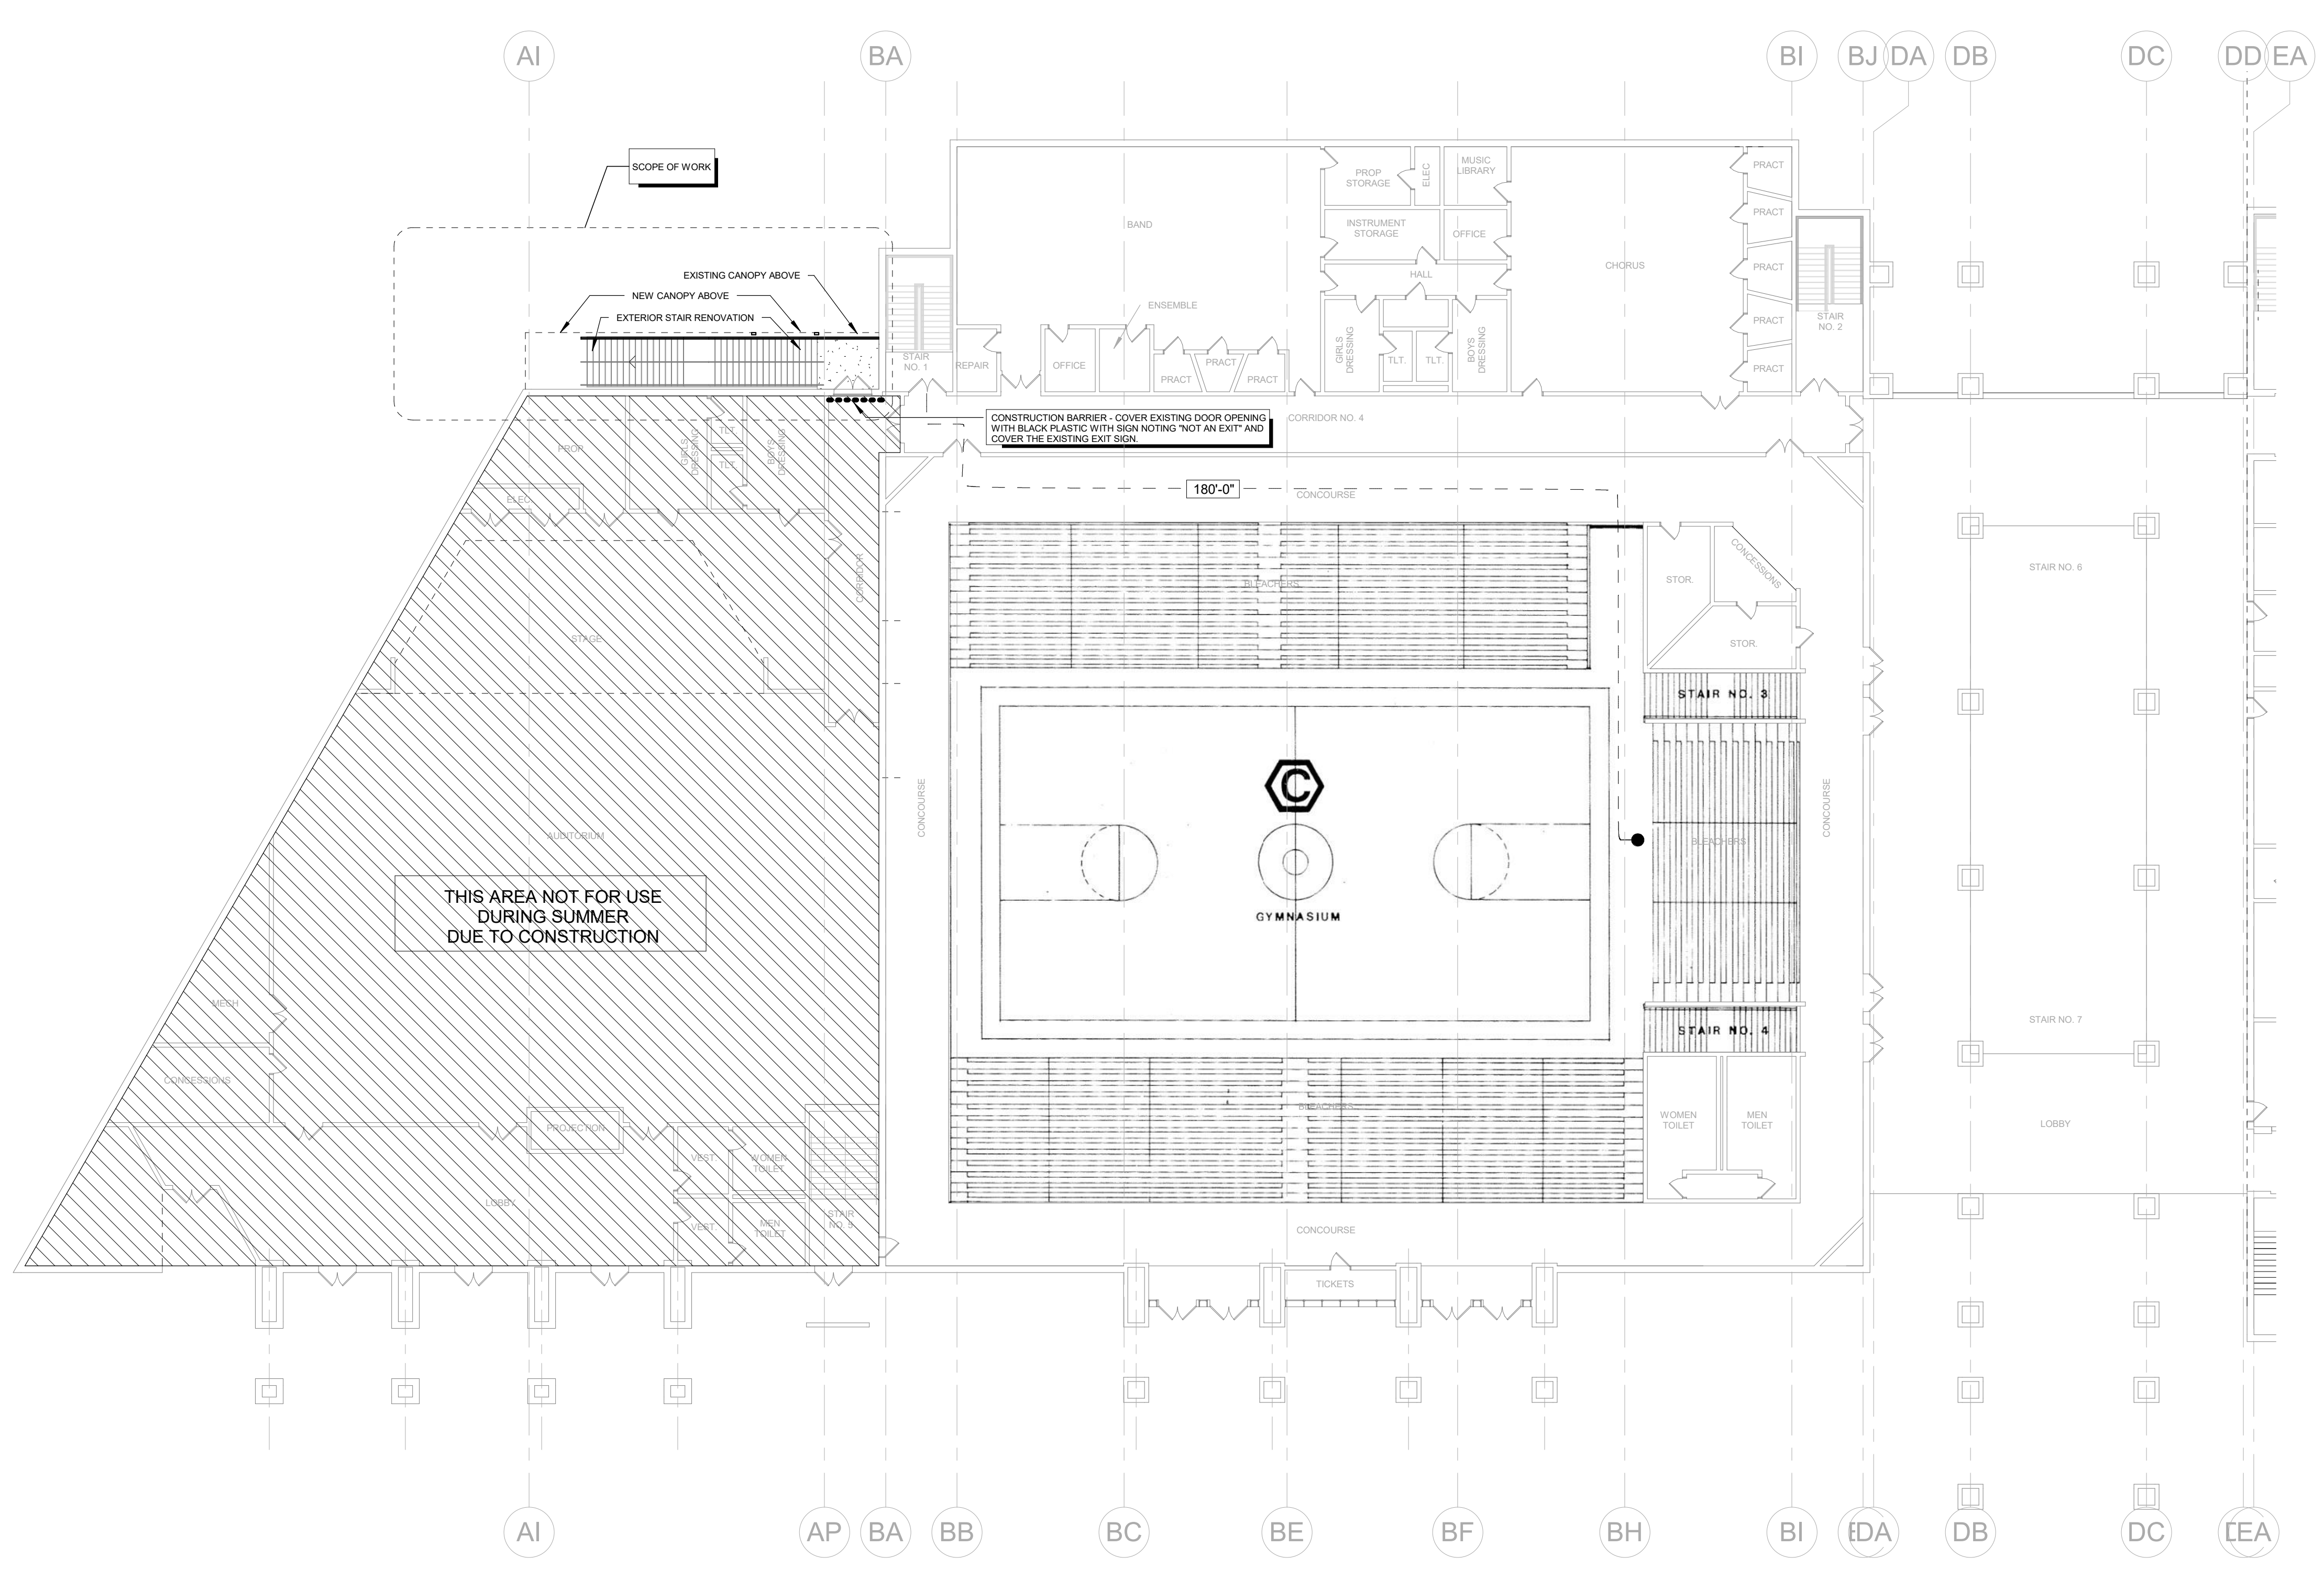 AI
BA
BI
BJ
DA
DB
DC
DD
EA
SCOPE OF WORK
EXISTING CANOPY ABOVE
NEW CANOPY ABOVE
EXTERIOR STAIR RENOVATION
STAIR
NO. 1
REPAIR
BAND
OFFICE
ENSEMBLE
PRACT
PRACT
PRACT
PROP
STORAGE
ELEC
MUSIC
LIBRARY
INSTRUMENT
STORAGE
OFFICE
HALL
GIRLS
DRESSING
TLT.
TLT.
BOYS
DRESSING
CHORUS
PRACT
PRACT
PRACT
PRACT
PRACT
STAIR
NO. 2
CONSTRUCTION BARRIER - COVER EXISTING DOOR OPENING
WITH BLACK PLASTIC WITH SIGN NOTING "NOT AN EXIT" AND
COVER THE EXISTING EXIT SIGN.
CORRIDOR NO. 4
PROP
GIRLS
DRESSING
TLT.
TLT.
BOYS
DRESSING
ELEC
CORRIDOR
STAGE
AUDITORIUM
THIS AREA NOT FOR USE
DURING SUMMER
DUE TO CONSTRUCTION
MECH
CONCESSIONS
PROJECTION
LOBBY
VEST.
WOMEN
TOILET
VEST.
MEN
TOILET
STAIR
NO. 5
180'-0"
CONCOURSE
BLEACHERS
STOR.
CONCESSIONS
STOR.
STAIR NO. 3
CONCOURSE
C
GYMNASIUM
BLEACHERS
CONCOURSE
STAIR NO. 4
BLEACHERS
WOMEN
TOILET
MEN
TOILET
CONCOURSE
TICKETS
STAIR NO. 6
STAIR NO. 7
LOBBY
AI
AP
BA
BB
BC
BE
BF
BH
BI
DA
DB
DC
EA